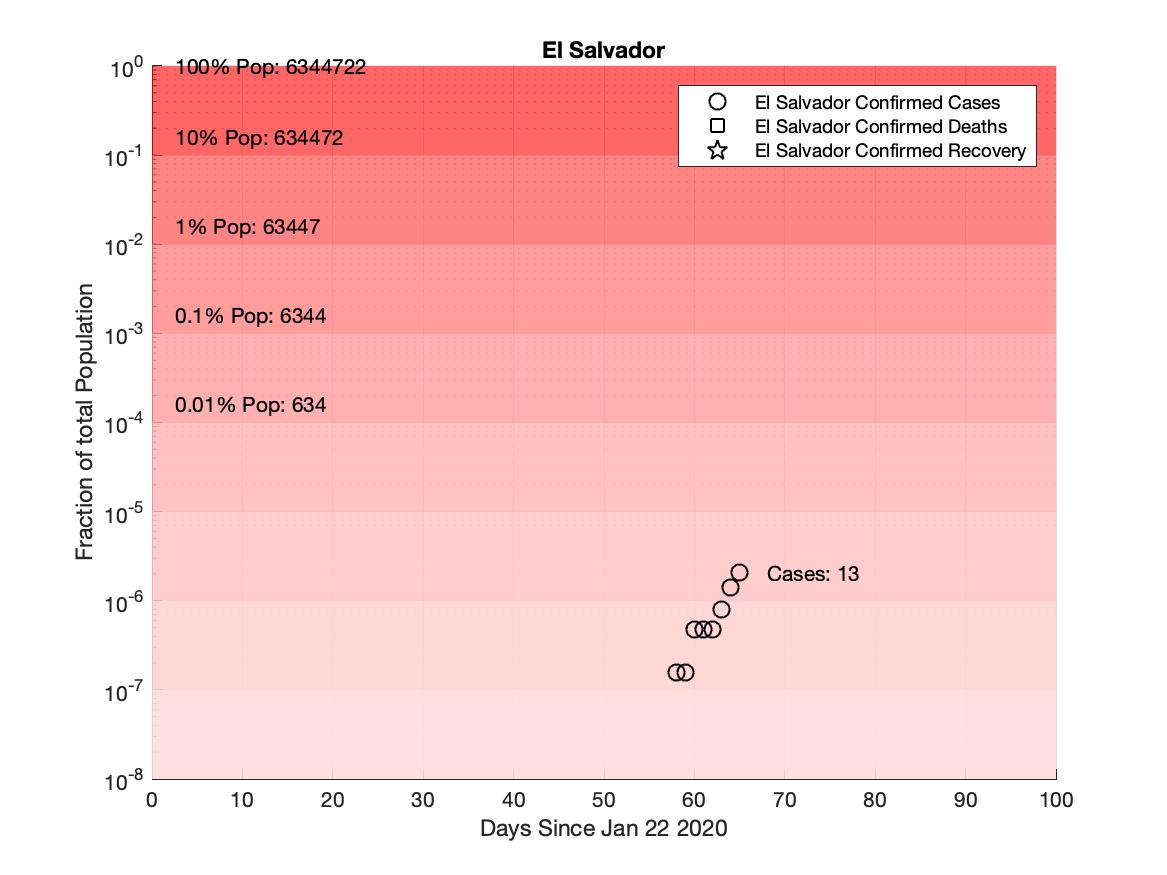 El Salvador
10^0
100% Pop: 6344722
El Salvador Confirmed Cases
El Salvador Confirmed Deaths
El Salvador Confirmed Recovery
10% Pop: 634472
10^-1
1% Pop: 63447
10^-2
0.1% Pop: 6344
10^-3
0.01% Pop: 634
10^-4
10^-5
Cases: 13
10^-6
10^-7
10^-8
Fraction of total Population
0 10 20 30 40 50 60 70 80 90 100
Days Since Jan 22 2020